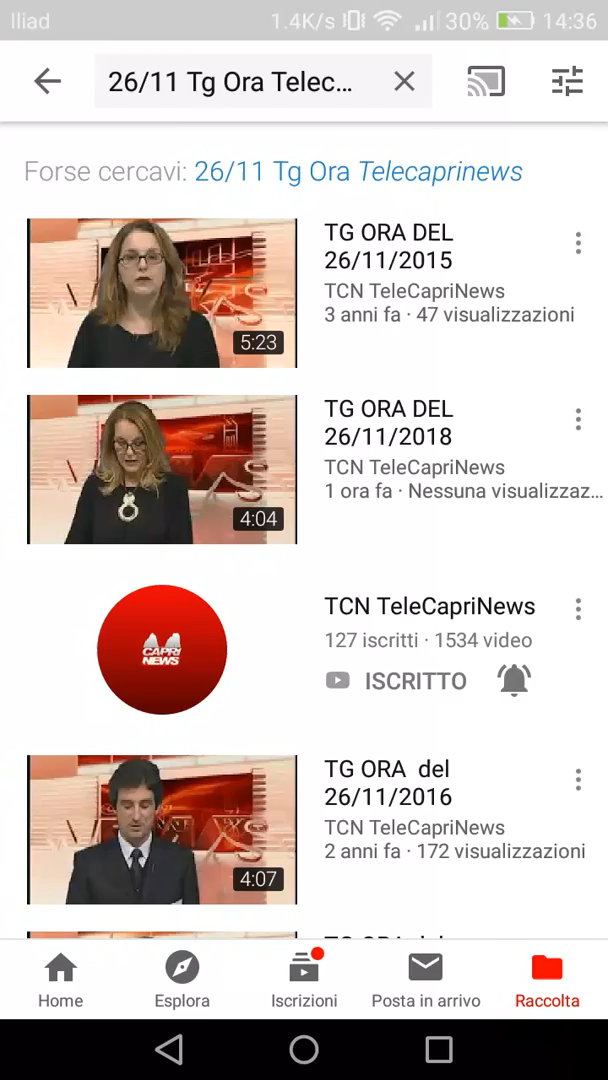 Iliad 1.4K/s 30% 14:36
26/11 Tg Ora Telec...
Forse cercavi: 26/11 Tg Ora Telecaprinews
TG ORA DEL
26/11/2015
TCN TeleCapriNews
3 anni fa · 47 visualizzazioni
5:23
TG ORA DEL
26/11/2018
TCN TeleCapriNews
1 ora fa · Nessuna visualizzaz...
4:04
CAPRI
NEWS
TCN TeleCapriNews
127 iscritti · 1534 video
ISCRITTO
TG ORA del
26/11/2016
TCN TeleCapriNews
2 anni fa · 172 visualizzazioni
4:07
Home Esplora Iscrizioni Posta in arrivo Raccolta